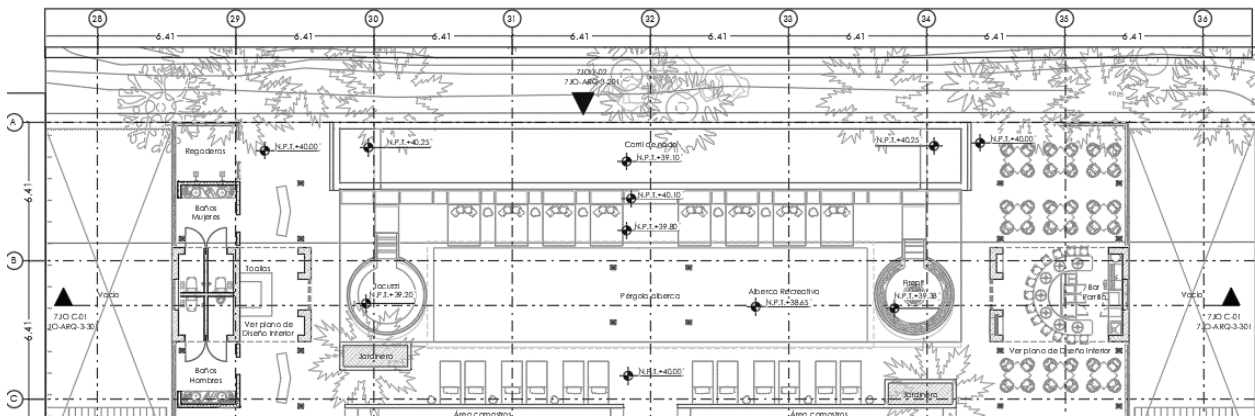 28 29 30 31 32 33 34 35 36
6.41 6.41 6.41 6.41 6.41 6.41 6.41 6.41
7JO-ARQ-3-201
A
Regaderas
N.P.T.+40.00
N.P.T.+40.25
Carril de nado
N.P.T.+39.10
N.P.T.+40.25
N.P.T.+40.00
6.41
Baños
Mujeres
N.P.T.+40.10
N.P.T.+39.80
B
Toallas
Vacío
Jacuzzi
N.P.T.+39.20
Pérgola alberca
Alberca Recreativa
N.P.T.+38.65
Firepit
N.P.T.+39.38
Bar
Parrilla
Vacío
7JO C-01
JO-ARQ-3-30
7JO C-01
7JO-ARQ-3-301
6.41
Ver plano de
Diseño Interior
Ver plano de Diseño Interior
Jardinera
Baños
Hombres
N.P.T.+40.00
Jardinera
C
Área camastros
Área camastros